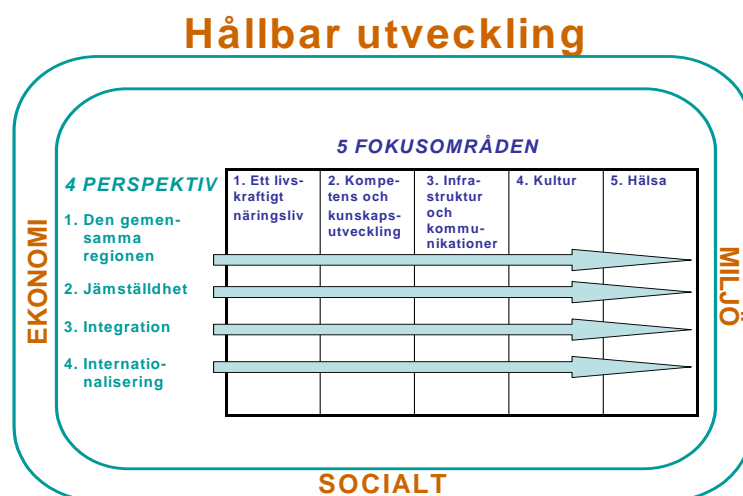 Hållbar utveckling
5 FOKUSOMRÅDEN
4 PERSPEKTIV
1. Ett livs-
kraftigt
näringsliv
2. Kompe-
tens och
kunskaps-
utveckling
3. Infra-
struktur
och
kommu-
nikationer
4. Kultur
5. Hälsa
1. Den gemen-
samma
regionen
2. Jämställdhet
3. Integration
4. Internatio-
nalisering
EKONOMI
MILJÖ
SOCIALT